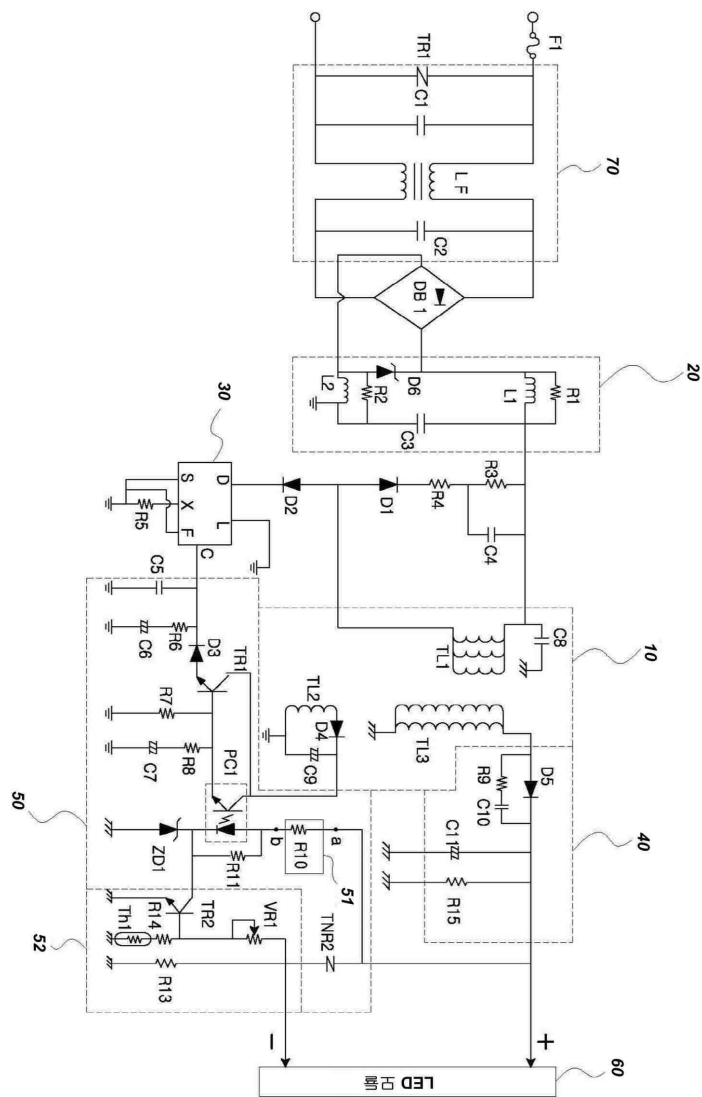 F1
TR1
C1
70
L F
C2
DB 1
20
R1
L1
D6
R2
L2
C3
30
S
D
X
L
F
C
R5
D2
D1
R4
R3
C4
C5
C6
R6
D3
TR1
R7
C7
R8
PC1
TL1
C8
10
TL2
D4
C9
TL3
D5
R9
C10
C11
R15
40
50
ZD1
R11
b
R10
a
51
52
Th1
R14
TR2
VR1
TNR2
R13
−
+
LED 모듈
60